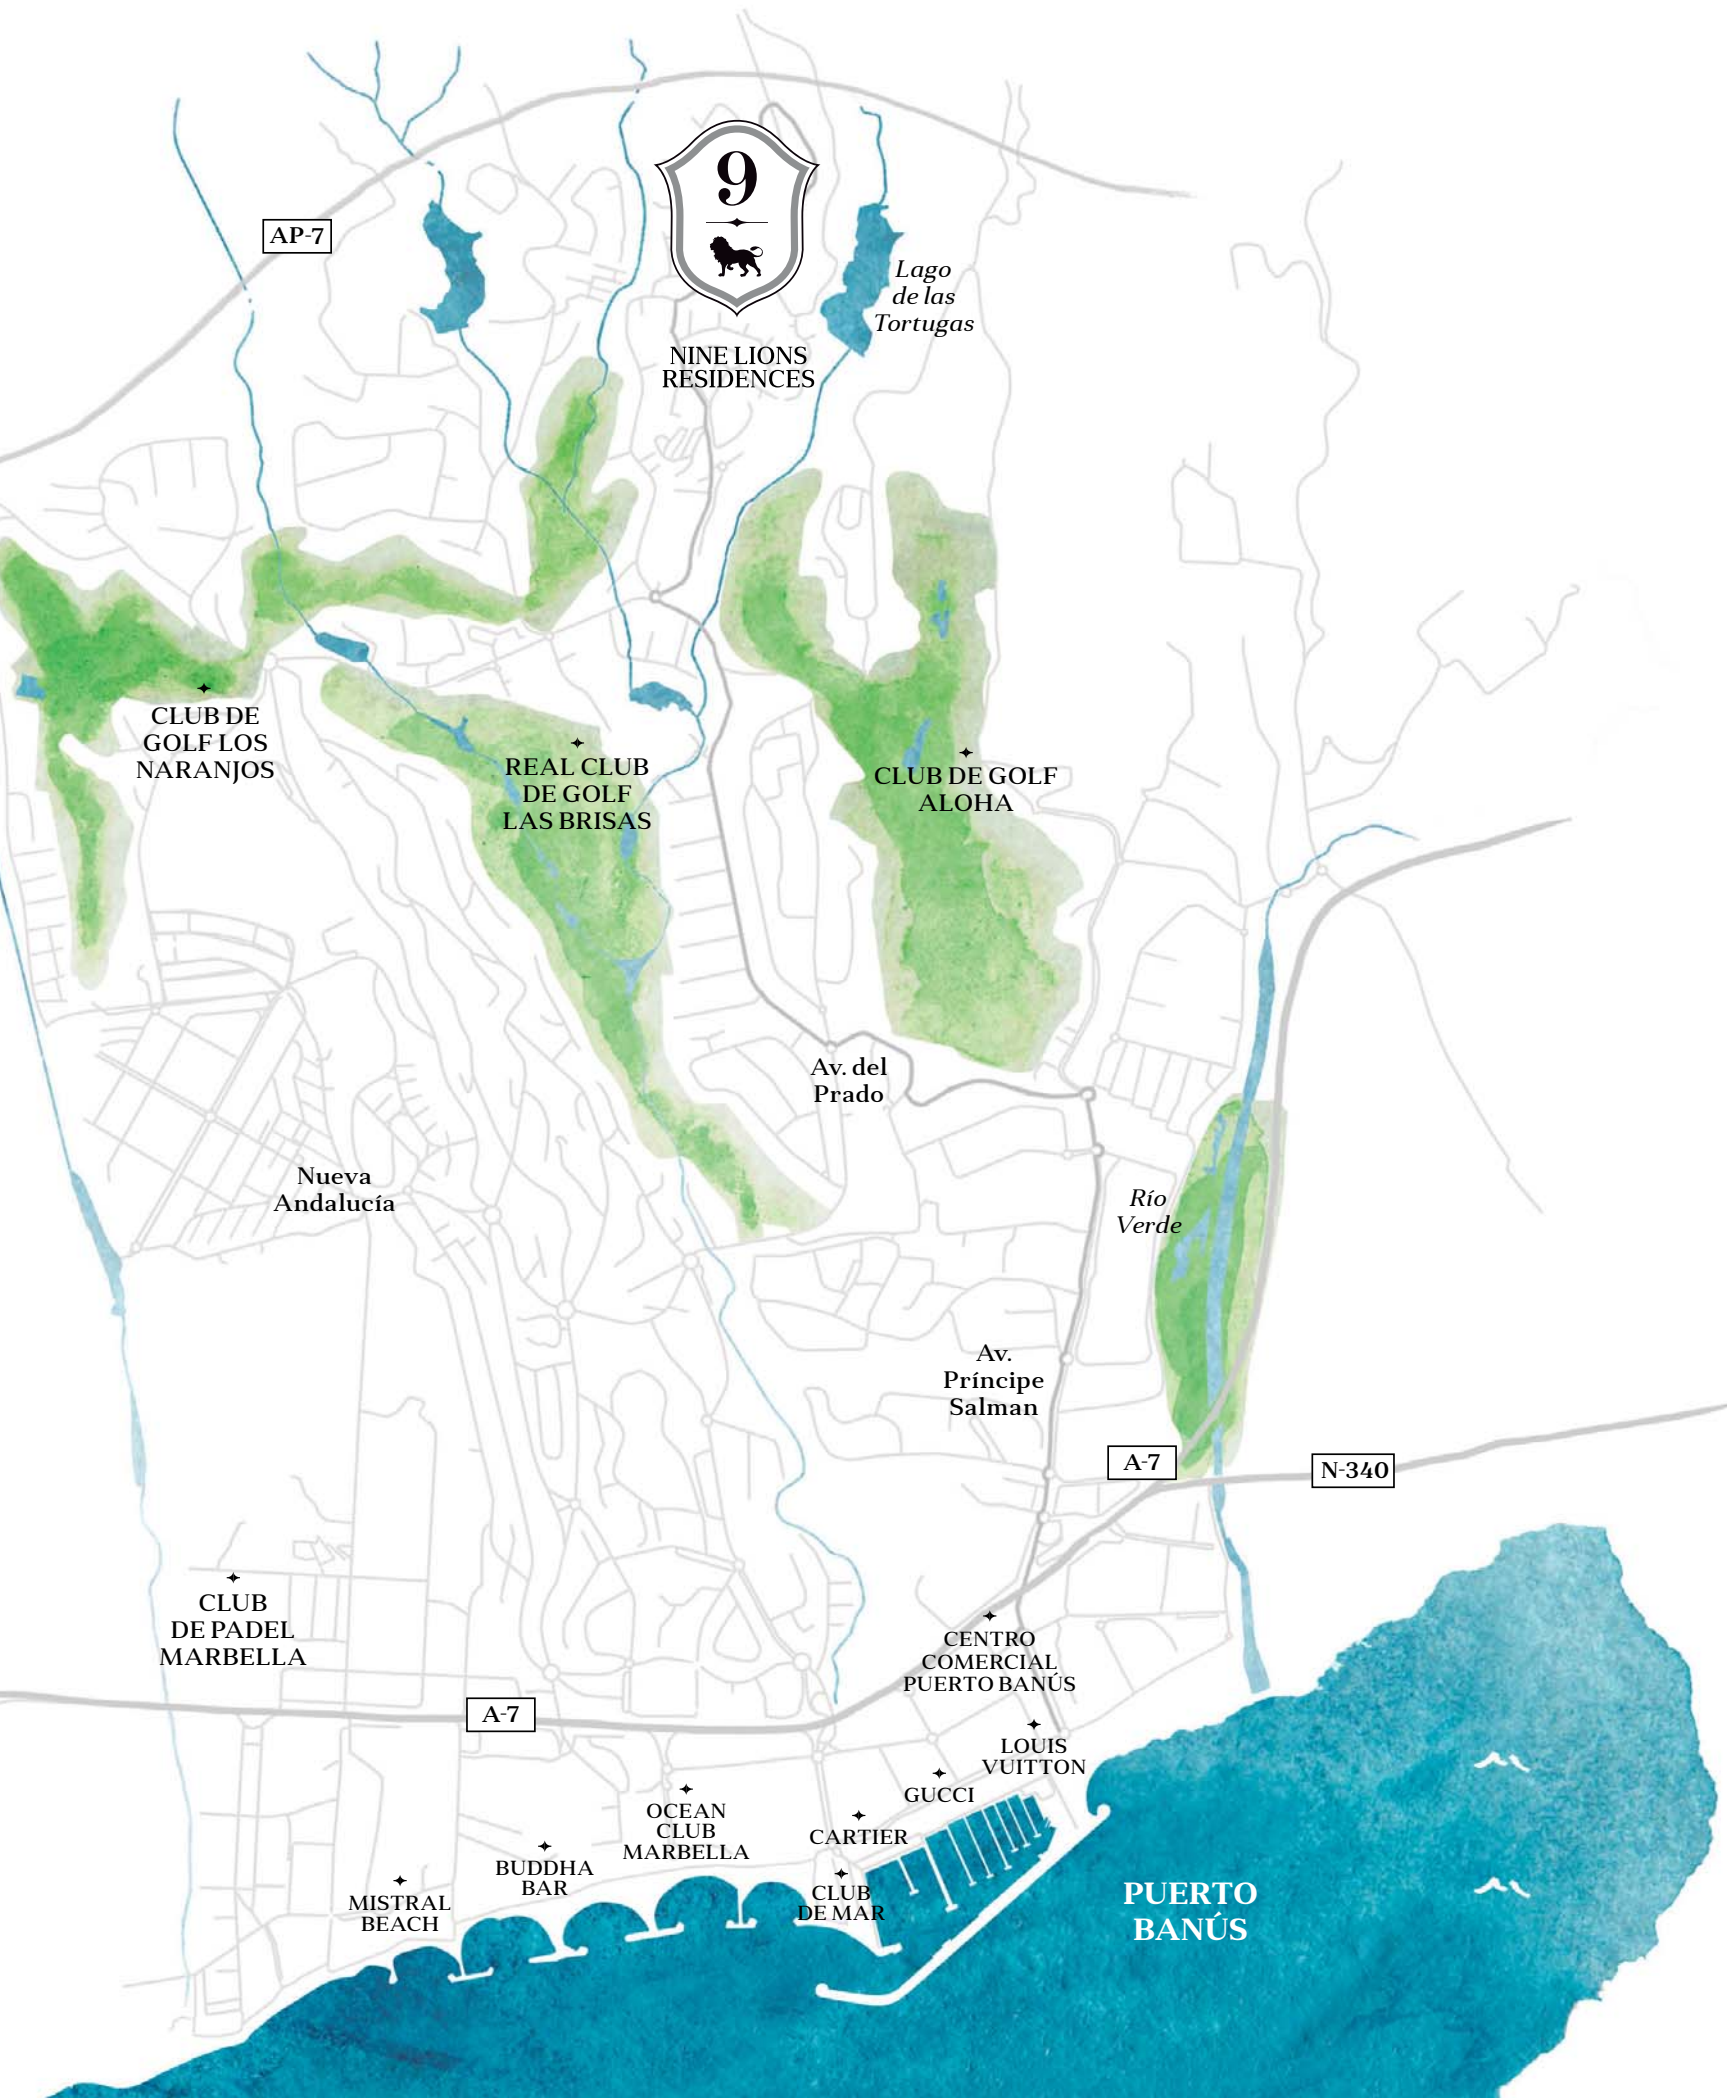 9
AP-7
Lago
de las
Tortugas
NINE LIONS
RESIDENCES
CLUB DE
GOLF LOS
NARANJOS
REAL CLUB
DE GOLF
LAS BRISAS
CLUB DE GOLF
ALOHA
Av. del
Prado
Nueva
Andalucía
Río
Verde
Av.
Príncipe
Salman
A-7
N-340
CLUB
DE PADEL
MARBELLA
CENTRO
COMERCIAL
PUERTO BANÚS
A-7
LOUIS
VUITTON
GUCCI
OCEAN
CLUB
MARBELLA
CARTIER
BUDDHA
BAR
CLUB
DE MAR
MISTRAL
BEACH
PUERTO
BANÚS